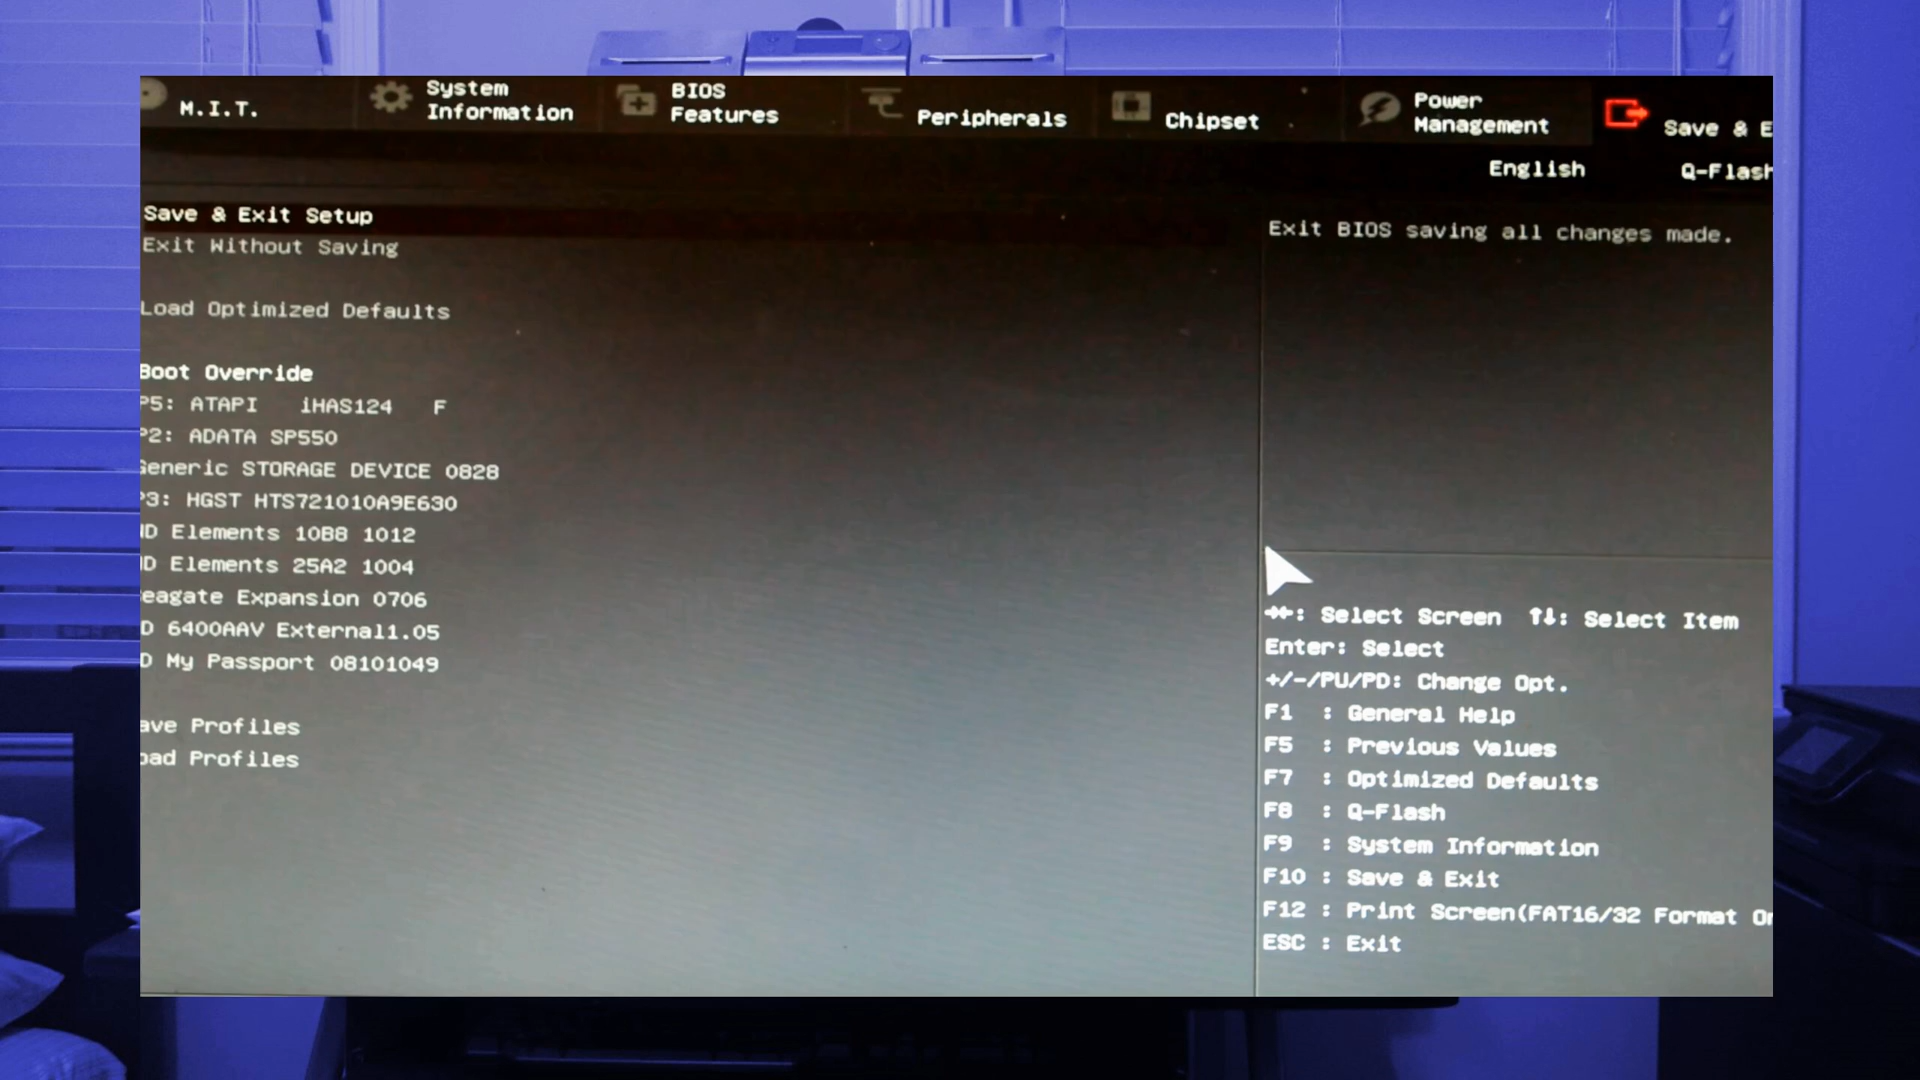 M.I.T.
System Information
BIOS Features
Peripherals
Chipset
Power Management
Save & E
English
Q-Flash
Save & Exit Setup
Exit Without Saving
Load Optimized Defaults
Boot Override
P5: ATAPI iHAS124 F
P2: ADATA SP550
Generic STORAGE DEVICE 0828
P3: HGST HTS721010A9E630
D Elements 10B8 1012
D Elements 25A2 1004
eagate Expansion 0706
D 6400AAV External1.05
D My Passport 08101049
ave Profiles
oad Profiles
Exit BIOS saving all changes made.
→←: Select Screen ↑↓: Select Item
Enter: Select
+/-/PU/PD: Change Opt.
F1 : General Help
F5 : Previous Values
F7 : Optimized Defaults
F8 : Q-Flash
F9 : System Information
F10 : Save & Exit
F12 : Print Screen(FAT16/32 Format On
ESC : Exit